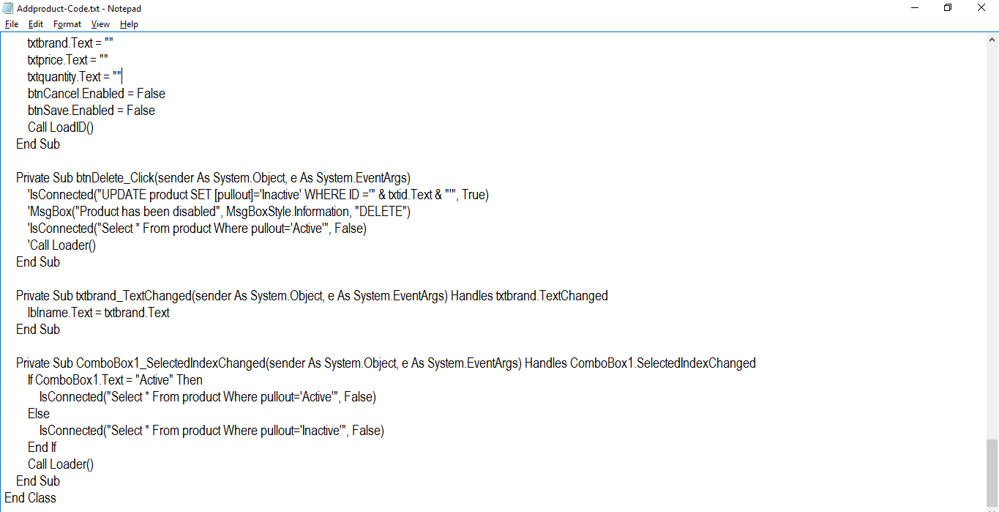 Addproduct-Code.txt - Notepad
File Edit Format View Help
txtbrand.Text = ""
txtprice.Text = ""
txtquantity.Text = ""
btnCancel.Enabled = False
btnSave.Enabled = False
Call LoadID()
End Sub
Private Sub btnDelete_Click(sender As System.Object, e As System.EventArgs)
'IsConnected("UPDATE product SET [pullout]='Inactive' WHERE ID ='" & txtid.Text & "'", True)
'MsgBox("Product has been disabled", MsgBoxStyle.Information, "DELETE")
'IsConnected("Select * From product Where pullout='Active'", False)
'Call Loader()
End Sub
Private Sub txtbrand_TextChanged(sender As System.Object, e As System.EventArgs) Handles txtbrand.TextChanged
lblname.Text = txtbrand.Text
End Sub
Private Sub ComboBox1_SelectedIndexChanged(sender As System.Object, e As System.EventArgs) Handles ComboBox1.SelectedIndexChanged
If ComboBox1.Text = "Active" Then
IsConnected("Select * From product Where pullout='Active'", False)
Else
IsConnected("Select * From product Where pullout='Inactive'", False)
End If
Call Loader()
End Sub
End Class